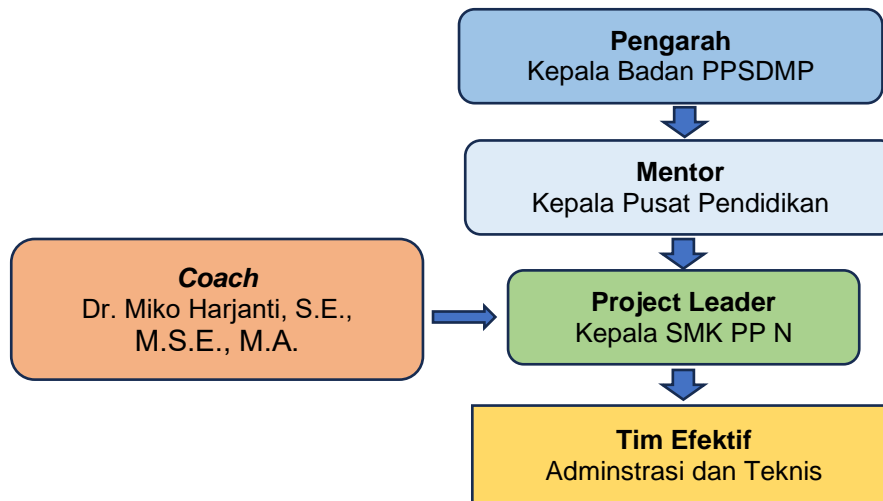 Pengarah
Kepala Badan PPSDMP
Mentor
Kepala Pusat Pendidikan
Coach
Dr. Miko Harjanti, S.E.,
M.S.E., M.A.
Project Leader
Kepala SMK PP N
Tim Efektif
Adminstrasi dan Teknis